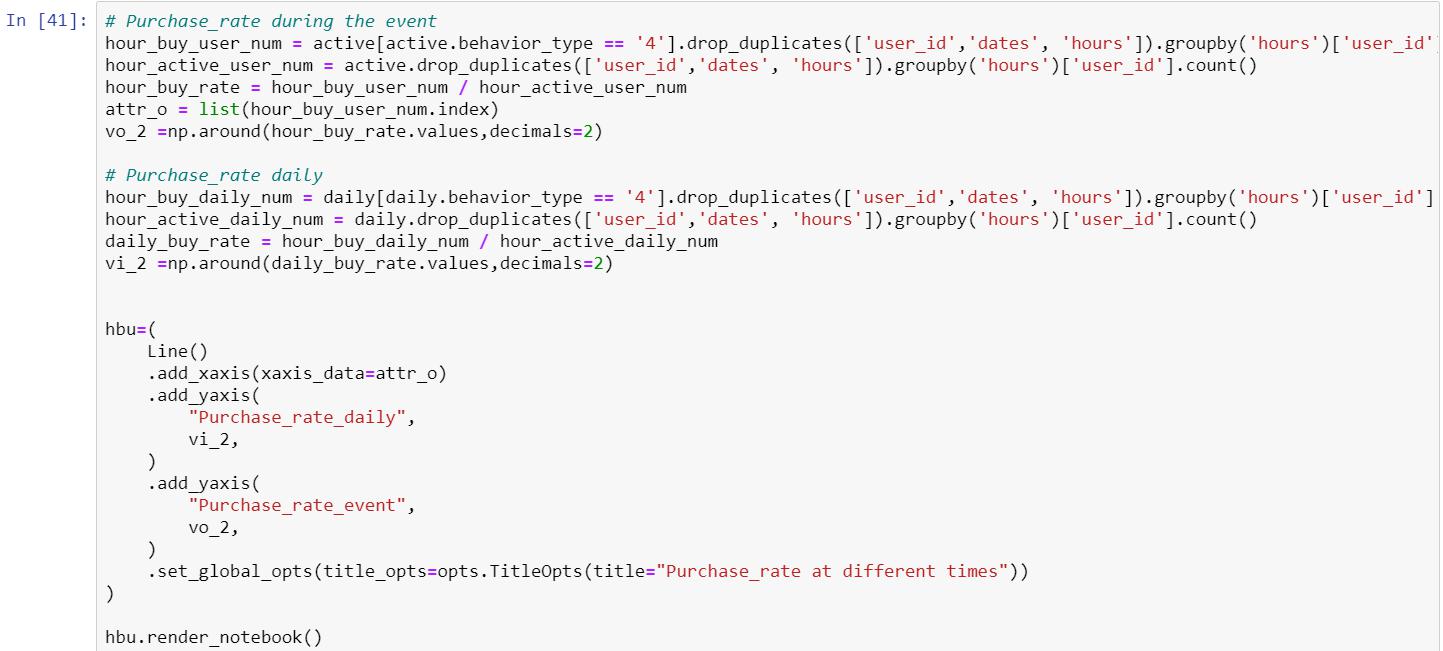 In [41]:
# Purchase_rate during the event
hour_buy_user_num = active[active.behavior_type == '4'].drop_duplicates(['user_id','dates', 'hours']).groupby('hours')['user_id'
hour_active_user_num = active.drop_duplicates(['user_id','dates', 'hours']).groupby('hours')['user_id'].count()
hour_buy_rate = hour_buy_user_num / hour_active_user_num
attr_o = list(hour_buy_user_num.index)
vo_2 =np.around(hour_buy_rate.values,decimals=2)

# Purchase_rate daily
hour_buy_daily_num = daily[daily.behavior_type == '4'].drop_duplicates(['user_id','dates', 'hours']).groupby('hours')['user_id']
hour_active_daily_num = daily.drop_duplicates(['user_id','dates', 'hours']).groupby('hours')['user_id'].count()
daily_buy_rate = hour_buy_daily_num / hour_active_daily_num
vi_2 =np.around(daily_buy_rate.values,decimals=2)


hbu=(
    Line()
    .add_xaxis(xaxis_data=attr_o)
    .add_yaxis(
        "Purchase_rate_daily",
        vi_2,
    )
    .add_yaxis(
        "Purchase_rate_event",
        vo_2,
    )
    .set_global_opts(title_opts=opts.TitleOpts(title="Purchase_rate at different times"))
)

hbu.render_notebook()